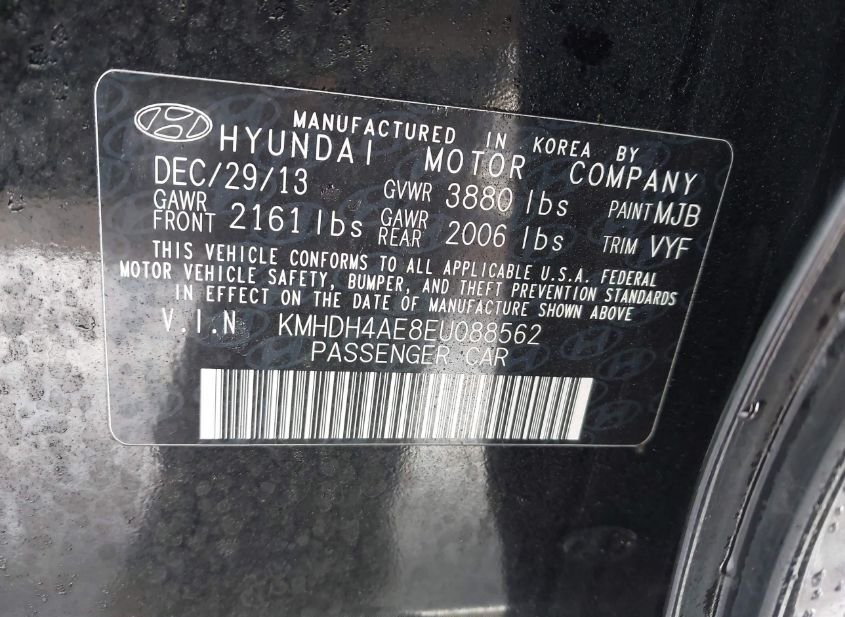 MANUFACTURED IN KOREA BY
HYUNDAI MOTOR COMPANY
DEC/29/13 GVWR 3880 lbs PAINT MJB
GAWR FRONT 2161 lbs GAWR REAR 2006 lbs TRIM VYF
THIS VEHICLE CONFORMS TO ALL APPLICABLE U.S.A. FEDERAL
MOTOR VEHICLE SAFETY, BUMPER, AND THEFT PREVENTION STANDARDS
IN EFFECT ON THE DATE OF MANUFACTURE SHOWN ABOVE
V.I.N KMHDH4AE8EU088562
PASSENGER CAR